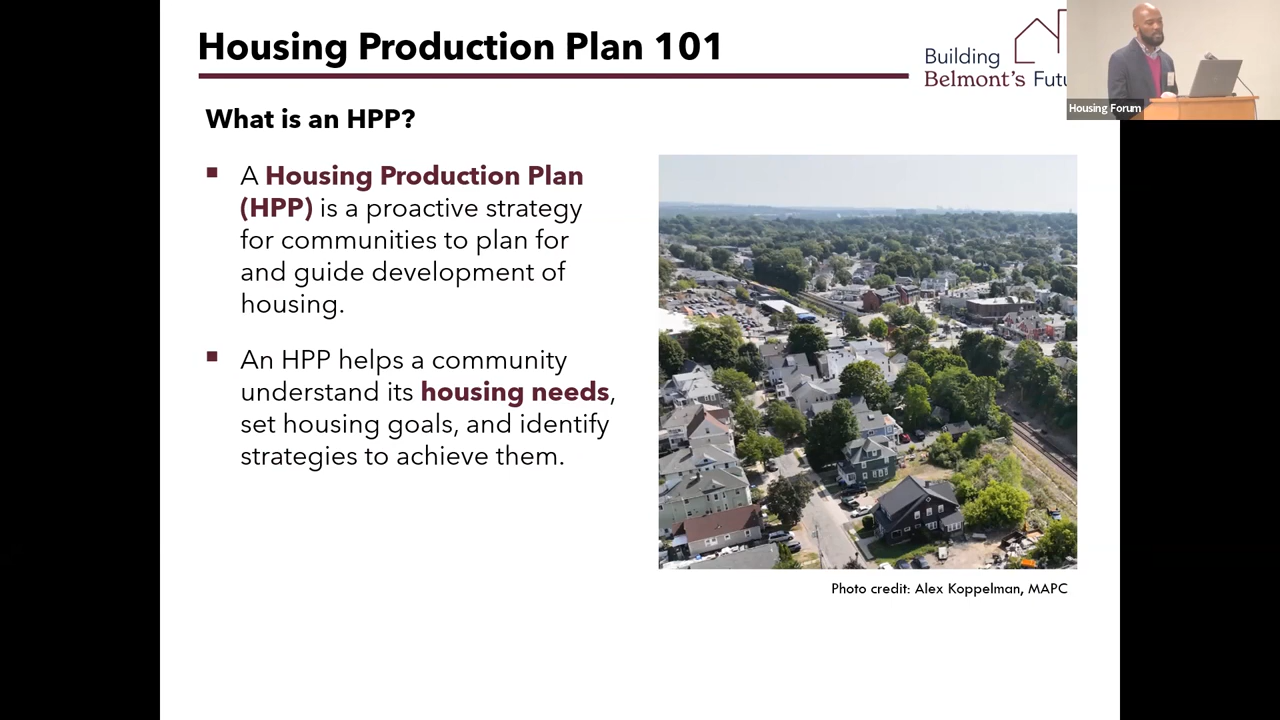 Housing Production Plan 101
Building
Belmont's Futu
Housing Forum
What is an HPP?
▪ A Housing Production Plan
(HPP) is a proactive strategy
for communities to plan for
and guide development of
housing.
▪ An HPP helps a community
understand its housing needs,
set housing goals, and identify
strategies to achieve them.
Photo credit: Alex Koppelman, MAPC